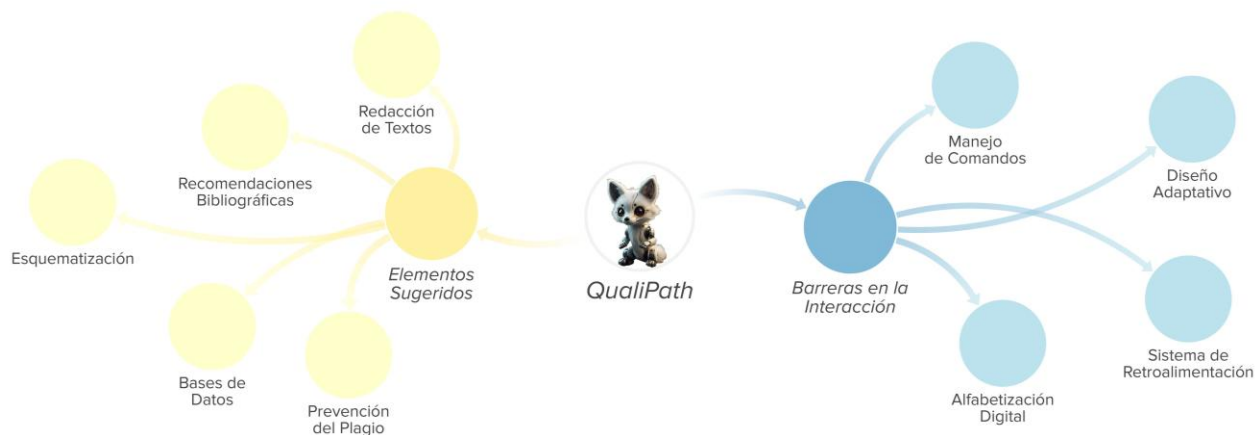 Redacción
de Textos
Recomendaciones
Bibliográficas
Esquematización
Bases de
Datos
Prevención
del Plagio
Elementos
Sugeridos
QualiPath
Barreras en la
Interacción
Manejo
de Comandos
Diseño
Adaptativo
Sistema de
Retroalimentación
Alfabetización
Digital